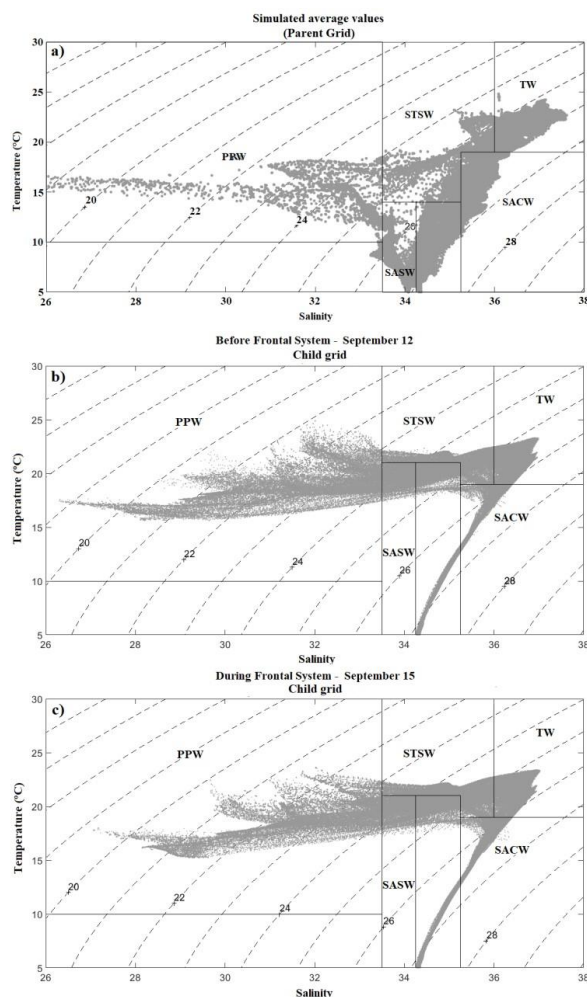 Simulated average values
(Parent Grid)
a)
30
25
20
15
10
5
Temperature (°C)
TW
STSW
PPW
SACW
SASW
20
22
24
28
26 28 30 32 34 36 38
Salinity
Before Frontal System - September 12
Child grid
b)
30
25
20
15
10
5
Temperature (°C)
PPW
STSW
TW
SACW
SASW
20
22
24
26
28
26 28 30 32 34 36 38
Salinity
During Frontal System - September 15
Child grid
c)
30
25
20
15
10
5
Temperature (°C)
PPW
STSW
TW
SACW
SASW
20
22
24
26
28
26 28 30 32 34 36 38
Salinity